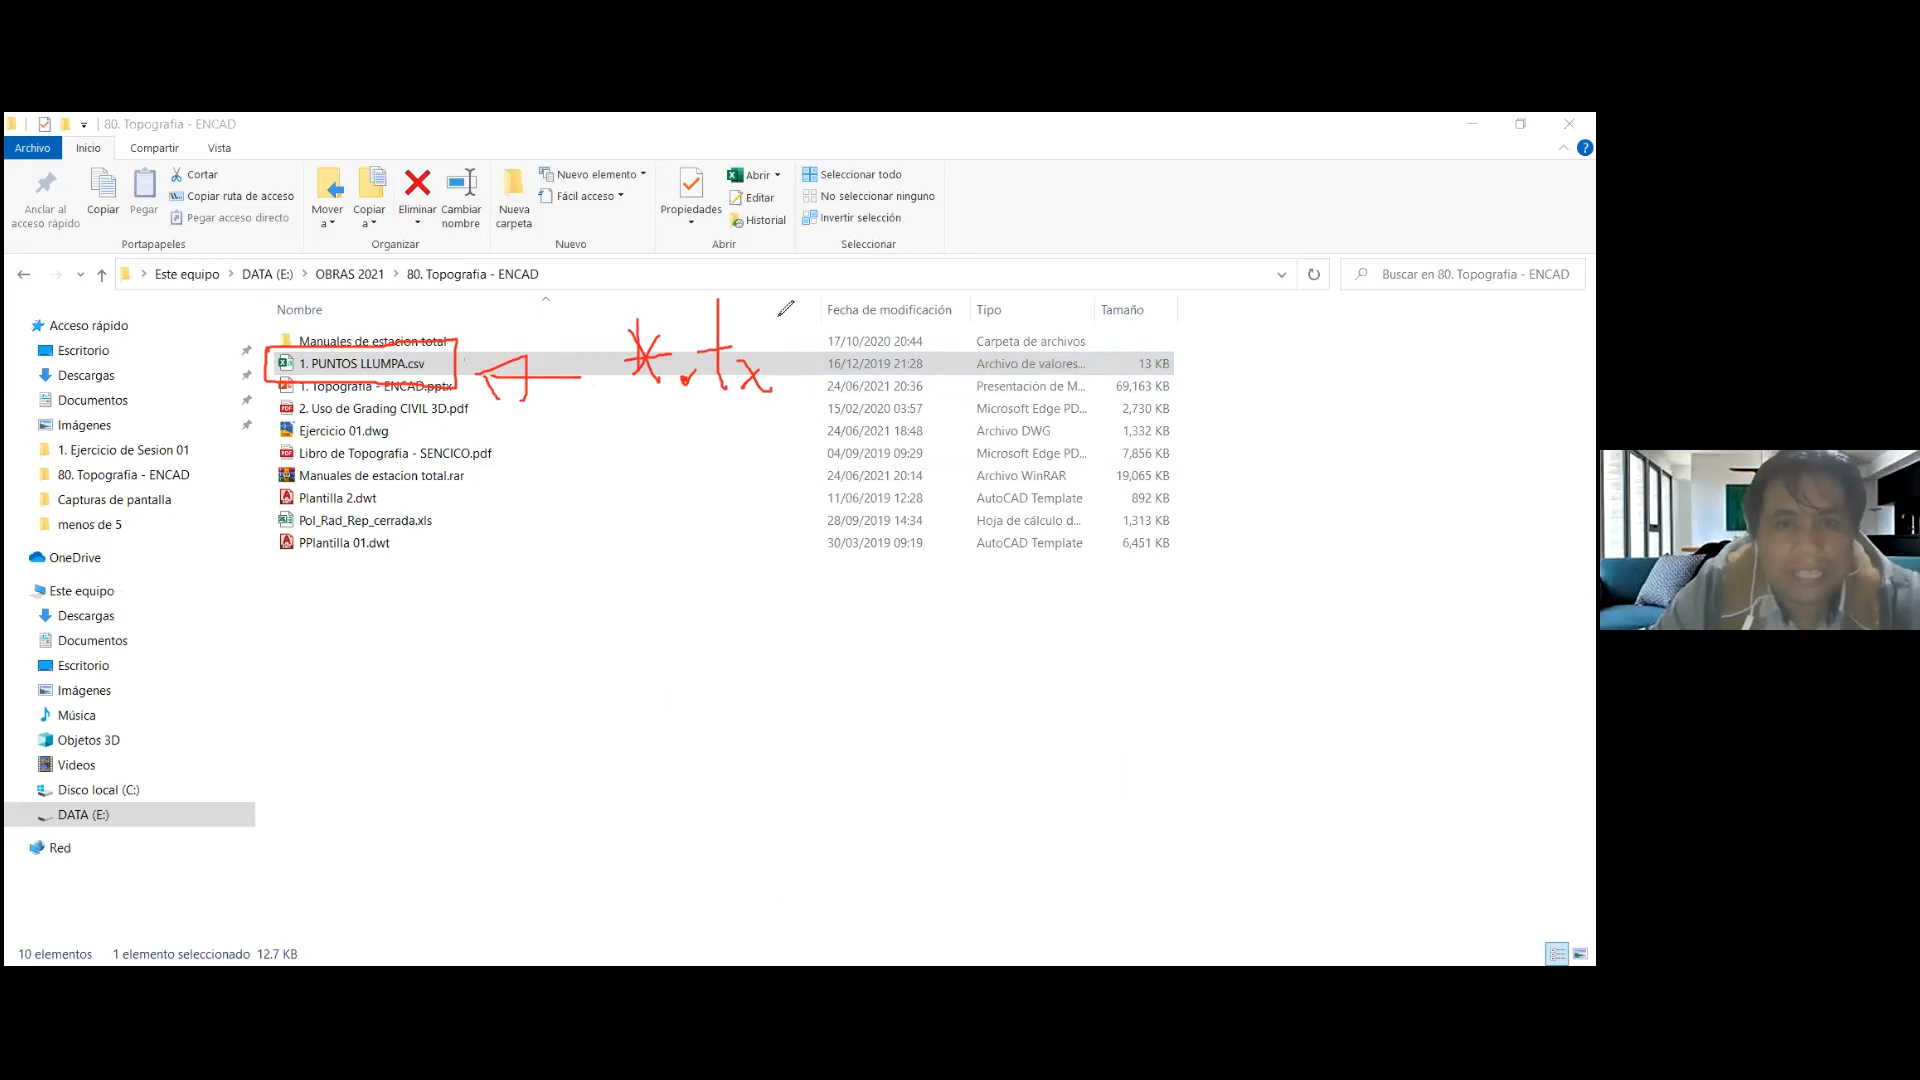 80. Topografia - ENCAD
Archivo Inicio Compartir Vista
Anclar al acceso rápido
Copiar
Pegar
Cortar
Copiar ruta de acceso
Pegar acceso directo
Portapapeles
Mover a
Copiar a
Eliminar
Cambiar nombre
Organizar
Nueva carpeta
Nuevo elemento
Fácil acceso
Nuevo
Propiedades
Abrir
Editar
Historial
Abrir
Seleccionar todo
No seleccionar ninguno
Invertir selección
Seleccionar
Este equipo > DATA (E:) > OBRAS 2021 > 80. Topografia - ENCAD
Buscar en 80. Topografia - ENCAD
Acceso rápido
Escritorio
Descargas
Documentos
Imágenes
1. Ejercicio de Sesion 01
80. Topografia - ENCAD
Capturas de pantalla
menos de 5
OneDrive
Este equipo
Descargas
Documentos
Escritorio
Imágenes
Música
Objetos 3D
Videos
Disco local (C:)
DATA (E:)
Red
Nombre Fecha de modificación Tipo Tamaño
Manuales de estacion total 17/10/2020 20:44 Carpeta de archivos
1. PUNTOS LLUMPA.csv 16/12/2019 21:28 Archivo de valores... 13 KB
1. Topografia - ENCAD.pptx 24/06/2021 20:36 Presentación de M... 69,163 KB
2. Uso de Grading CIVIL 3D.pdf 15/02/2020 03:57 Microsoft Edge PD... 2,730 KB
Ejercicio 01.dwg 24/06/2021 18:48 Archivo DWG 1,332 KB
Libro de Topografia - SENCICO.pdf 04/09/2019 09:29 Microsoft Edge PD... 7,856 KB
Manuales de estacion total.rar 24/06/2021 20:14 Archivo WinRAR 19,065 KB
Plantilla 2.dwt 11/06/2019 12:28 AutoCAD Template 892 KB
Pol_Rad_Rep_cerrada.xls 28/09/2019 14:34 Hoja de cálculo d... 1,313 KB
PPlantilla 01.dwt 30/03/2019 09:19 AutoCAD Template 6,451 KB
*.tx
10 elementos 1 elemento seleccionado 12.7 KB